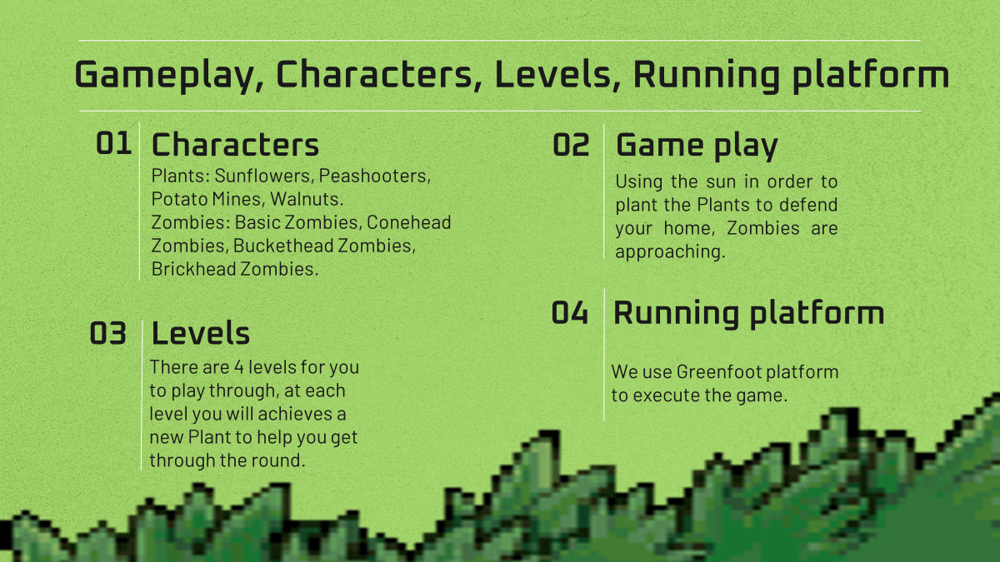 Gameplay, Characters, Levels, Running platform
01
Characters
Plants: Sunflowers, Peashooters,
Potato Mines, Walnuts.
Zombies: Basic Zombies, Conehead
Zombies, Buckethead Zombies,
Brickhead Zombies.
02
Game play
Using the sun in order to
plant the Plants to defend
your home, Zombies are
approaching.
03
Levels
There are 4 levels for you
to play through, at each
level you will achieves a
new Plant to help you get
through the round.
04
Running platform
We use Greenfoot platform
to execute the game.